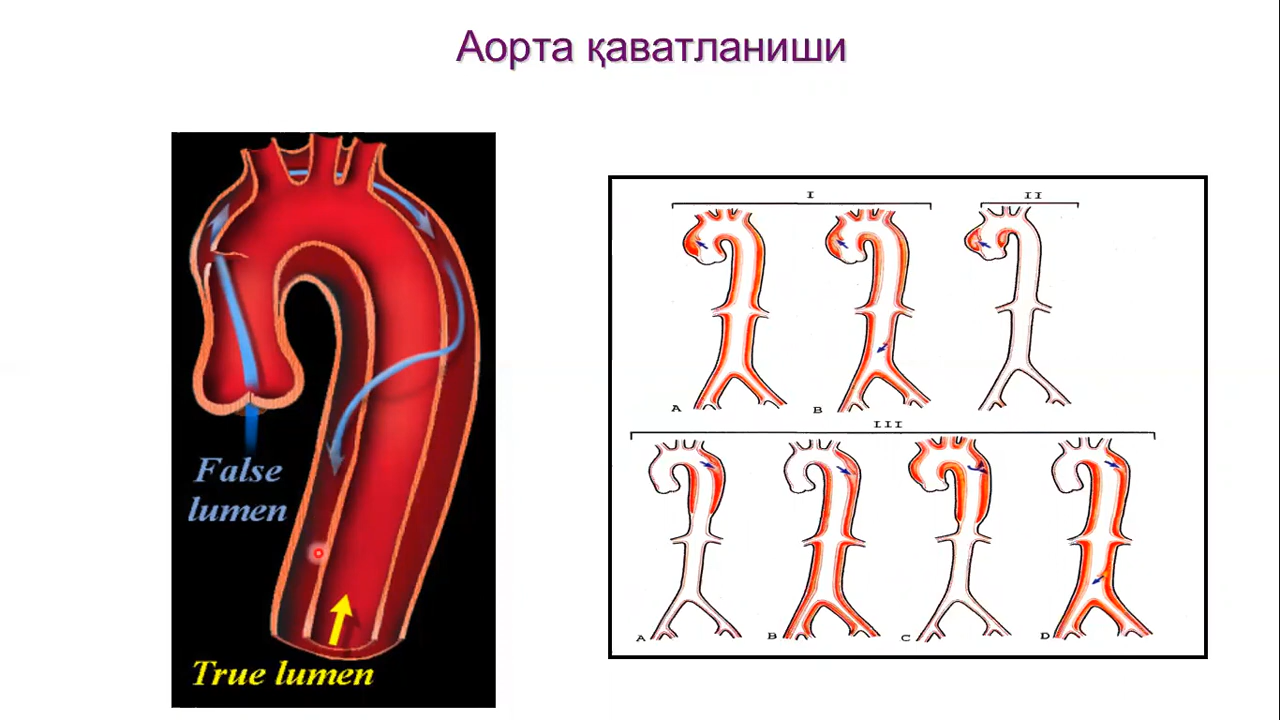 Аорта қаватланиши
False
lumen
True lumen
I
II
A
B
III
A
B
C
D